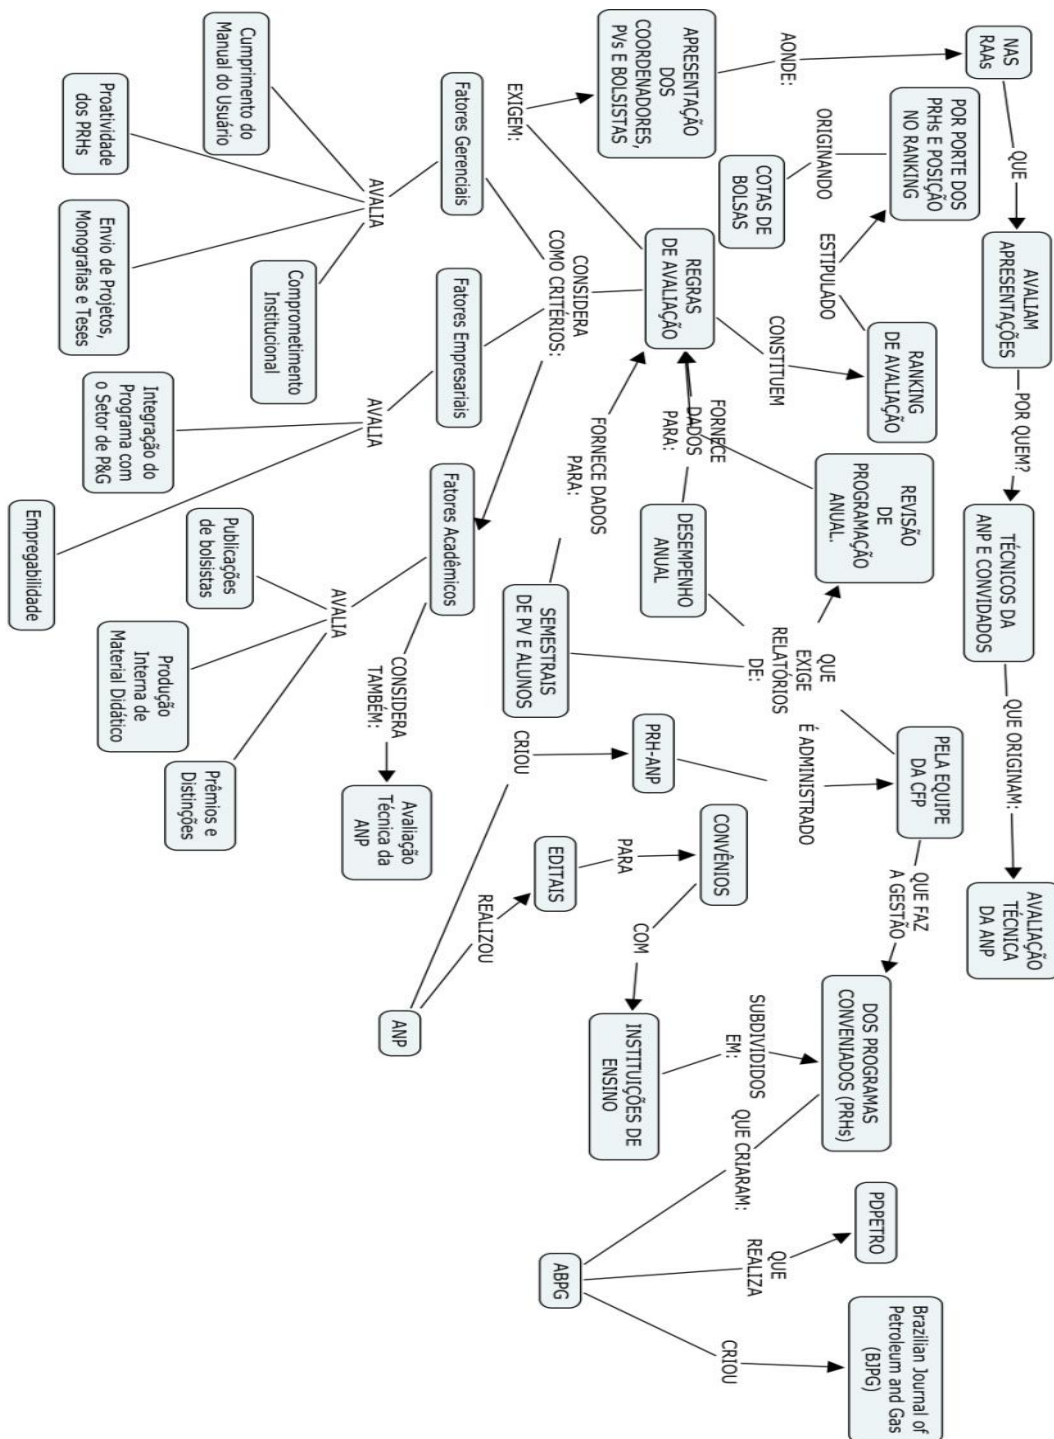 NAS
RAAs
QUE
AVALIAM
APRESENTAÇÕES
POR QUEM?
TÉCNICOS DA
ANP E CONVIDADOS
QUE ORIGINAM:
AVALIAÇÃO
TÉCNICA
DA ANP
AONDE:
POR PORTE DOS
PRHs E POSIÇÃO
NO RANKING
ESTIPULADO
RANKING
DE AVALIAÇÃO
ORIGINANDO
COTAS DE
BOLSAS
CONSTITUEM
REVISÃO
DE
PROGRAMAÇÃO
ANUAL.
PELA EQUIPE
DA CFP
QUE FAZ
A GESTÃO
DOS PROGRAMAS
CONVENIADOS (PRHs)
PDPETRO
Brazilian Journal of
Petroleum and Gas
(BJPG)
APRESENTAÇÃO
DOS
COORDENADORES,
PVs E BOLSISTAS
REGRAS
DE AVALIAÇÃO
FORNECE
DADOS
PARA:
DESEMPENHO
ANUAL
QUE
EXIGE
RELATÓRIOS
DE:
É ADMINISTRADO
SUBDIVIDIDOS
EM:
QUE CRIARAM:
QUE
REALIZA
CRIOU
EXIGEM:
CONSIDERA
COMO CRITÉRIOS:
FORNECE DADOS
PARA:
SEMESTRAIS
DE PV E ALUNOS
CRIOU
PRH-ANP
CONVÊNIOS
COM
INSTITUIÇÕES DE
ENSINO
ABPG
PARA
EDITAIS
REALIZOU
ANP
Fatores Gerenciais
Fatores Empresariais
Fatores Acadêmicos
CONSIDERA
TAMBÉM:
Avaliação
Técnica da
ANP
AVALIA
AVALIA
AVALIA
Cumprimento do
Manual do Usuário
Comprometimento
Institucional
Publicações
de bolsistas
Proatividade
dos PRHs
Envio de Projetos,
Monografias e Teses
Integração do
Programa com
o Setor de P&G
Empregabilidade
Produção
Interna de
Material Didático
Prêmios e
Distinções